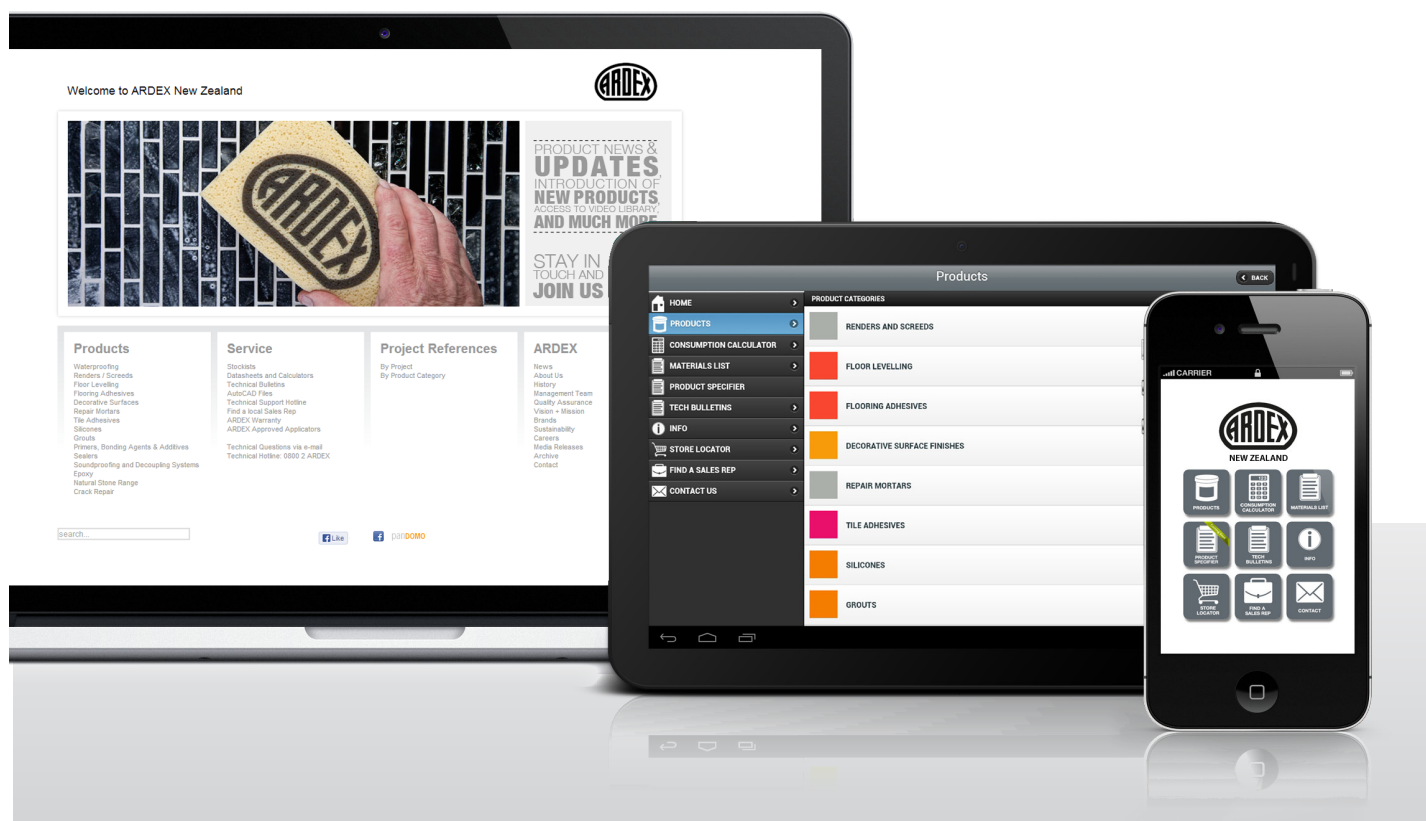 Welcome to ARDEX New Zealand
ARDEX
ARDEX
PRODUCT NEWS &
UPDATES,
INTRODUCTION OF
NEW PRODUCTS,
ACCESS TO VIDEO LIBRARY,
AND MUCH MORE
STAY IN
TOUCH AND
JOIN US
Products
Waterproofing
Renders / Screeds
Floor Levelling
Flooring Adhesives
Decorative Surfaces
Repair Mortars
Tile Adhesives
Silicones
Grouts
Primers, Bonding Agents & Additives
Sealers
Soundproofing and Decoupling Systems
Epoxy
Natural Stone Range
Crack Repair
Service
Stockists
Datasheets and Calculators
Technical Bulletins
AutoCAD Files
Technical Support Hotline
Find a local Sales Rep
ARDEX Warranty
ARDEX Approved Applicators
Technical Questions via e-mail
Technical Hotline: 0800 2 ARDEX
Project References
By Project
By Product Category
ARDEX
News
About Us
History
Management Team
Quality Assurance
Vision + Mission
Brands
Sustainability
Careers
Media Releases
Archive
Contact
search...
Like
panDOMO
Products
BACK
HOME
PRODUCTS
CONSUMPTION CALCULATOR
MATERIALS LIST
PRODUCT SPECIFIER
TECH BULLETINS
INFO
STORE LOCATOR
FIND A SALES REP
CONTACT US
PRODUCT CATEGORIES
RENDERS AND SCREEDS
FLOOR LEVELLING
FLOORING ADHESIVES
DECORATIVE SURFACE FINISHES
REPAIR MORTARS
TILE ADHESIVES
SILICONES
GROUTS
CARRIER
ARDEX
NEW ZEALAND
PRODUCTS
CONSUMPTION
CALCULATOR
MATERIALS LIST
PRODUCT
SPECIFIER
TECH
BULLETINS
INFO
STORE
LOCATOR
FIND A
SALES REP
CONTACT